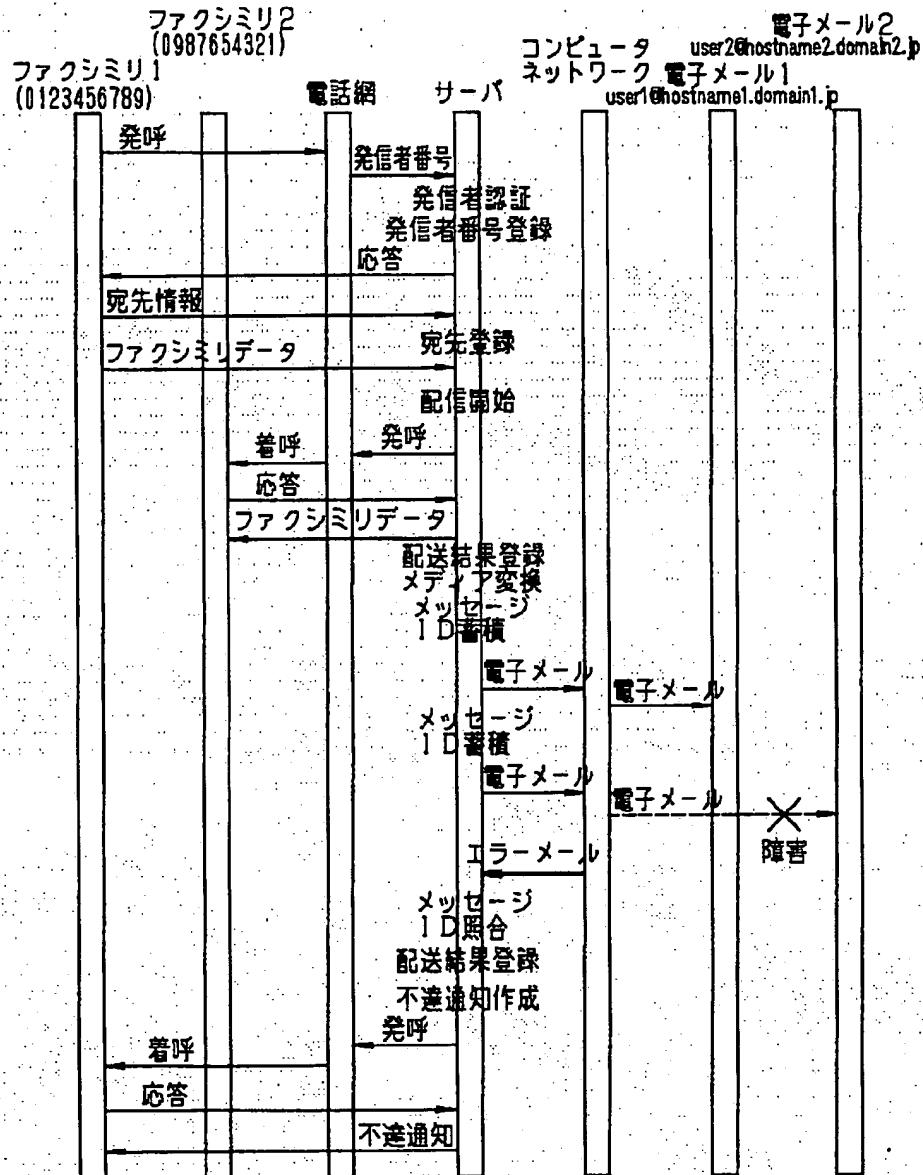 ファクシミリ2
(0987654321)
電子メール2
user2@hostname2.domain2.jp
コンピュータ
ネットワーク
電子メール1
user1@hostname1.domain1.jp
ファクシミリ1
(0123456789)
電話網
サーバ
発呼
発信者番号
発信者認証
発信者番号登録
応答
宛先情報
宛先登録
ファクシミリデータ
配信開始
発呼
着呼
応答
ファクシミリデータ
配送結果登録
メディア変換
メッセージ
ID蓄積
電子メール
電子メール
メッセージ
ID蓄積
電子メール
電子メール
障害
エラーメール
メッセージ
ID照合
配送結果登録
不達通知作成
発呼
着呼
応答
不達通知